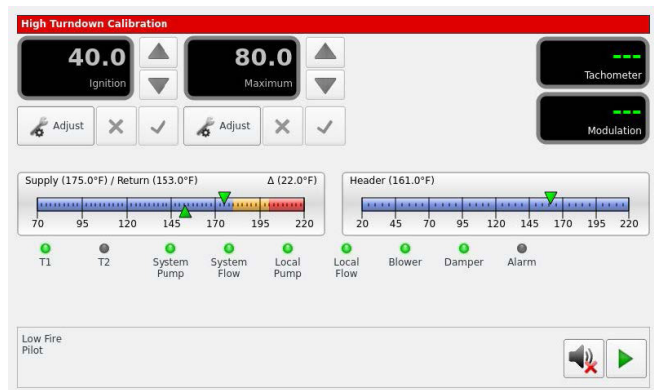 High Turndown Calibration
40.0
Ignition
80.0
Maximum
---
Tachometer
Adjust
Adjust
---
Modulation
Supply (175.0°F) / Return (153.0°F) Δ (22.0°F)
70 95 120 145 170 195 220
Header (161.0°F)
20 45 70 95 120 145 170 195 220
T1
T2
System
Pump
System
Flow
Local
Pump
Local
Flow
Blower
Damper
Alarm
Low Fire
Pilot